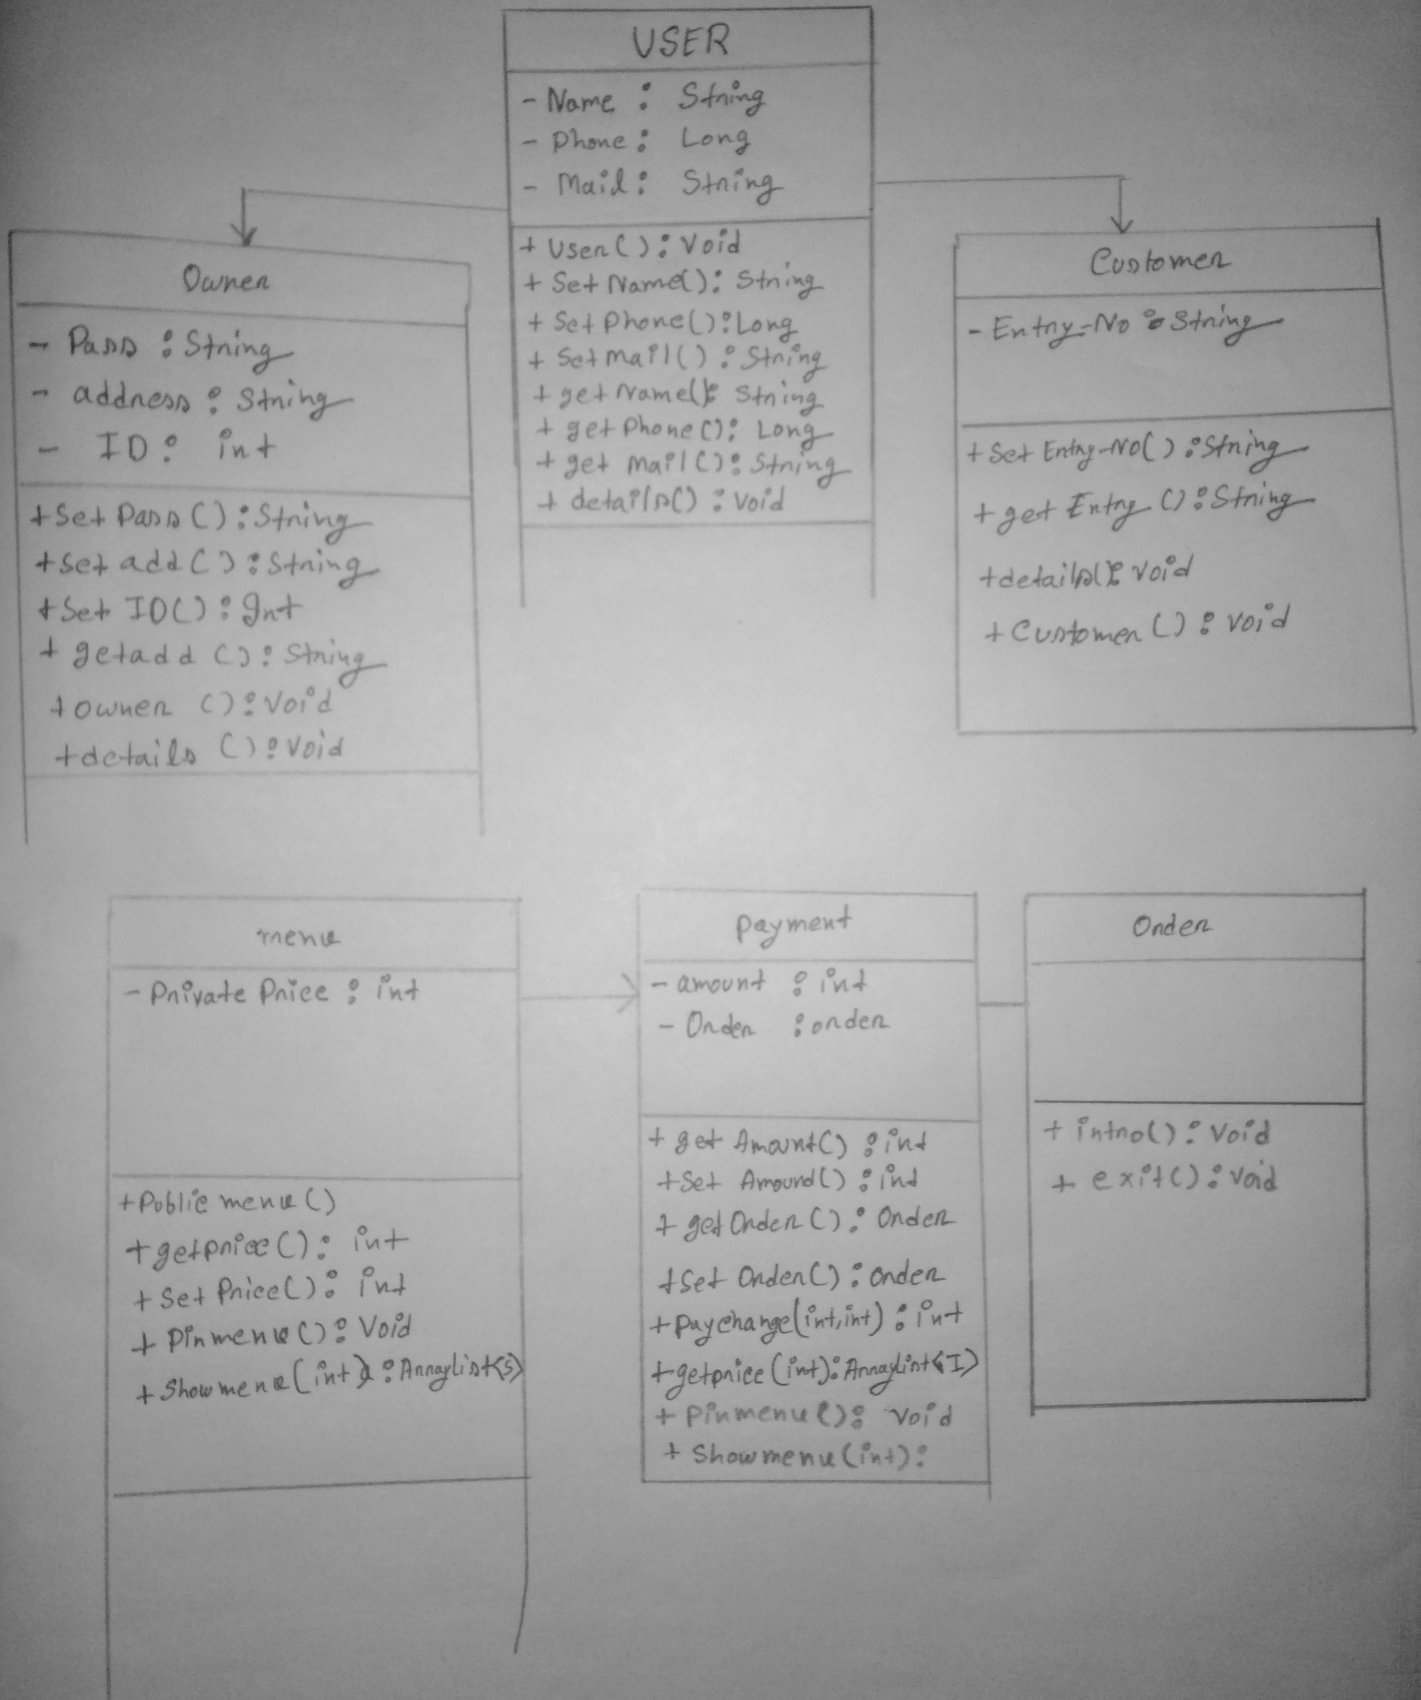 USER
- Name : String
- Phone : Long
- Mail : String
+ User() : Void
+ Set Name() : String
+ Set Phone() : Long
+ Set mail() : String
+ get Name() : String
+ get Phone() : Long
+ get mail() : String
+ details() : Void
Owner
- Pass : String
- address : String
- ID : int
+ Set Pass() : String
+ Set add() : String
+ Set ID() : Int
+ getadd () : String
+ owner () : Void
+ details () : Void
Customer
- Entry-No : String
+ Set Entry-No() : String
+ get Entry () : String
+ details() : Void
+ Customer () : Void
menu
- Private Price : int
+ Public menu()
+ getprice() : int
+ Set Price() : int
+ Pinmenu() : Void
+ Showmenu(int) : Arraylist<S>
Payment
- amount : int
- Order : order
+ get Amount() : int
+ Set Amound() : int
+ get Order() : Order
+ Set Order() : Order
+ Paychange(int,int) : int
+ getprice (int) : Arraylist<I>
+ Pinmenu() : Void
+ Showmenu(int) :
Order
+ intro() : Void
+ exit() : Void